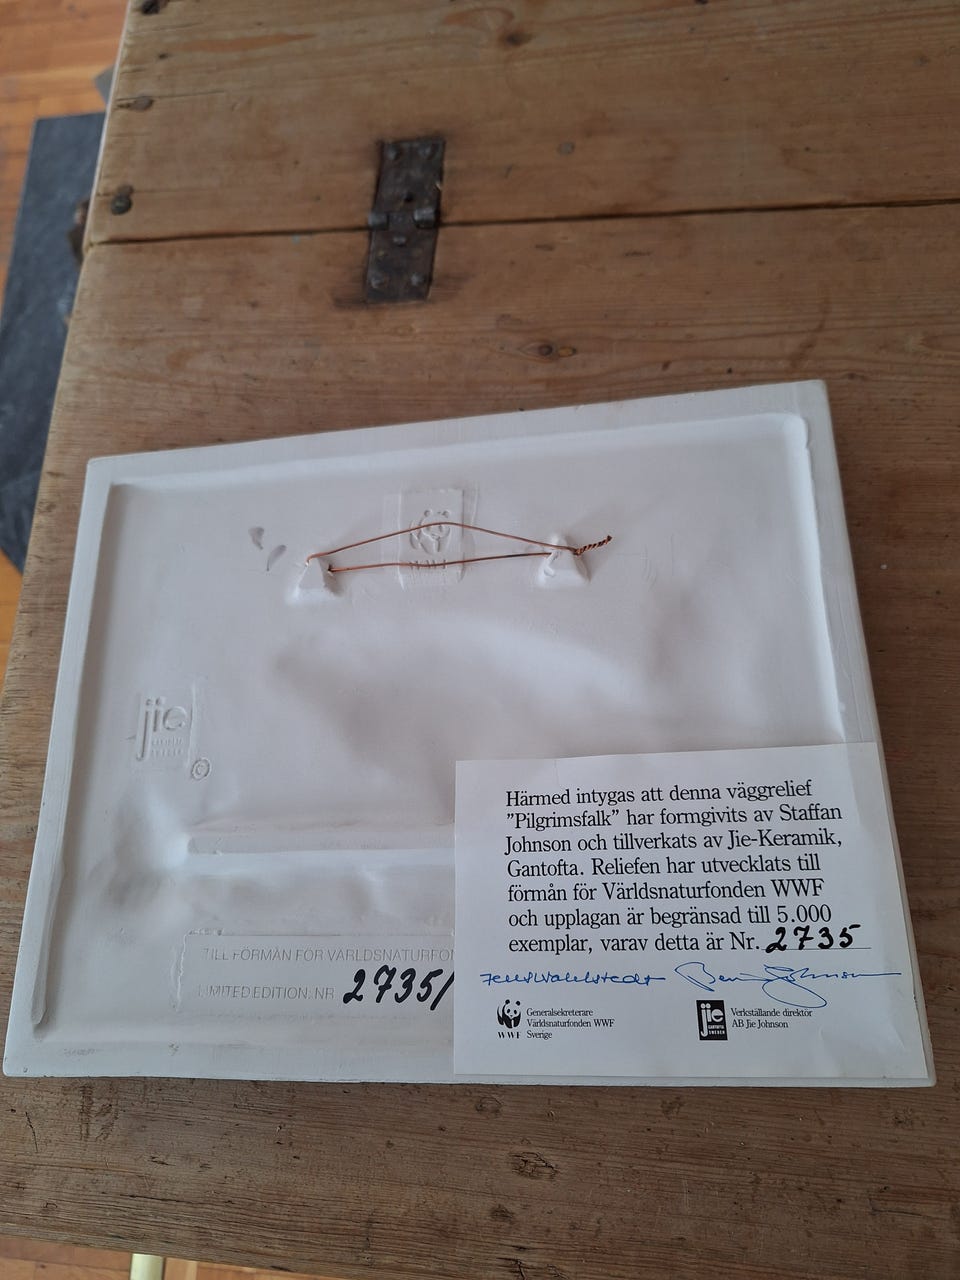 jie
©
TILL FÖRMÅN FÖR VÄRLDSNATURFO
LIMITED EDITION: NR 2735/
Härmed intygas att denna väggrelief
"Pilgrimsfalk" har formgivits av Staffan
Johnson och tillverkats av Jie-Keramik,
Gantofta. Reliefen har utvecklats till
förmån för Världsnaturfonden WWF
och upplagan är begränsad till 5.000
exemplar, varav detta är Nr. 2735
WWF
Generalsekreterare
Världsnaturfonden WWF
Sverige
jie
GANTOFTA
SWEDEN
Verkställande direktör
AB Jie Johnson